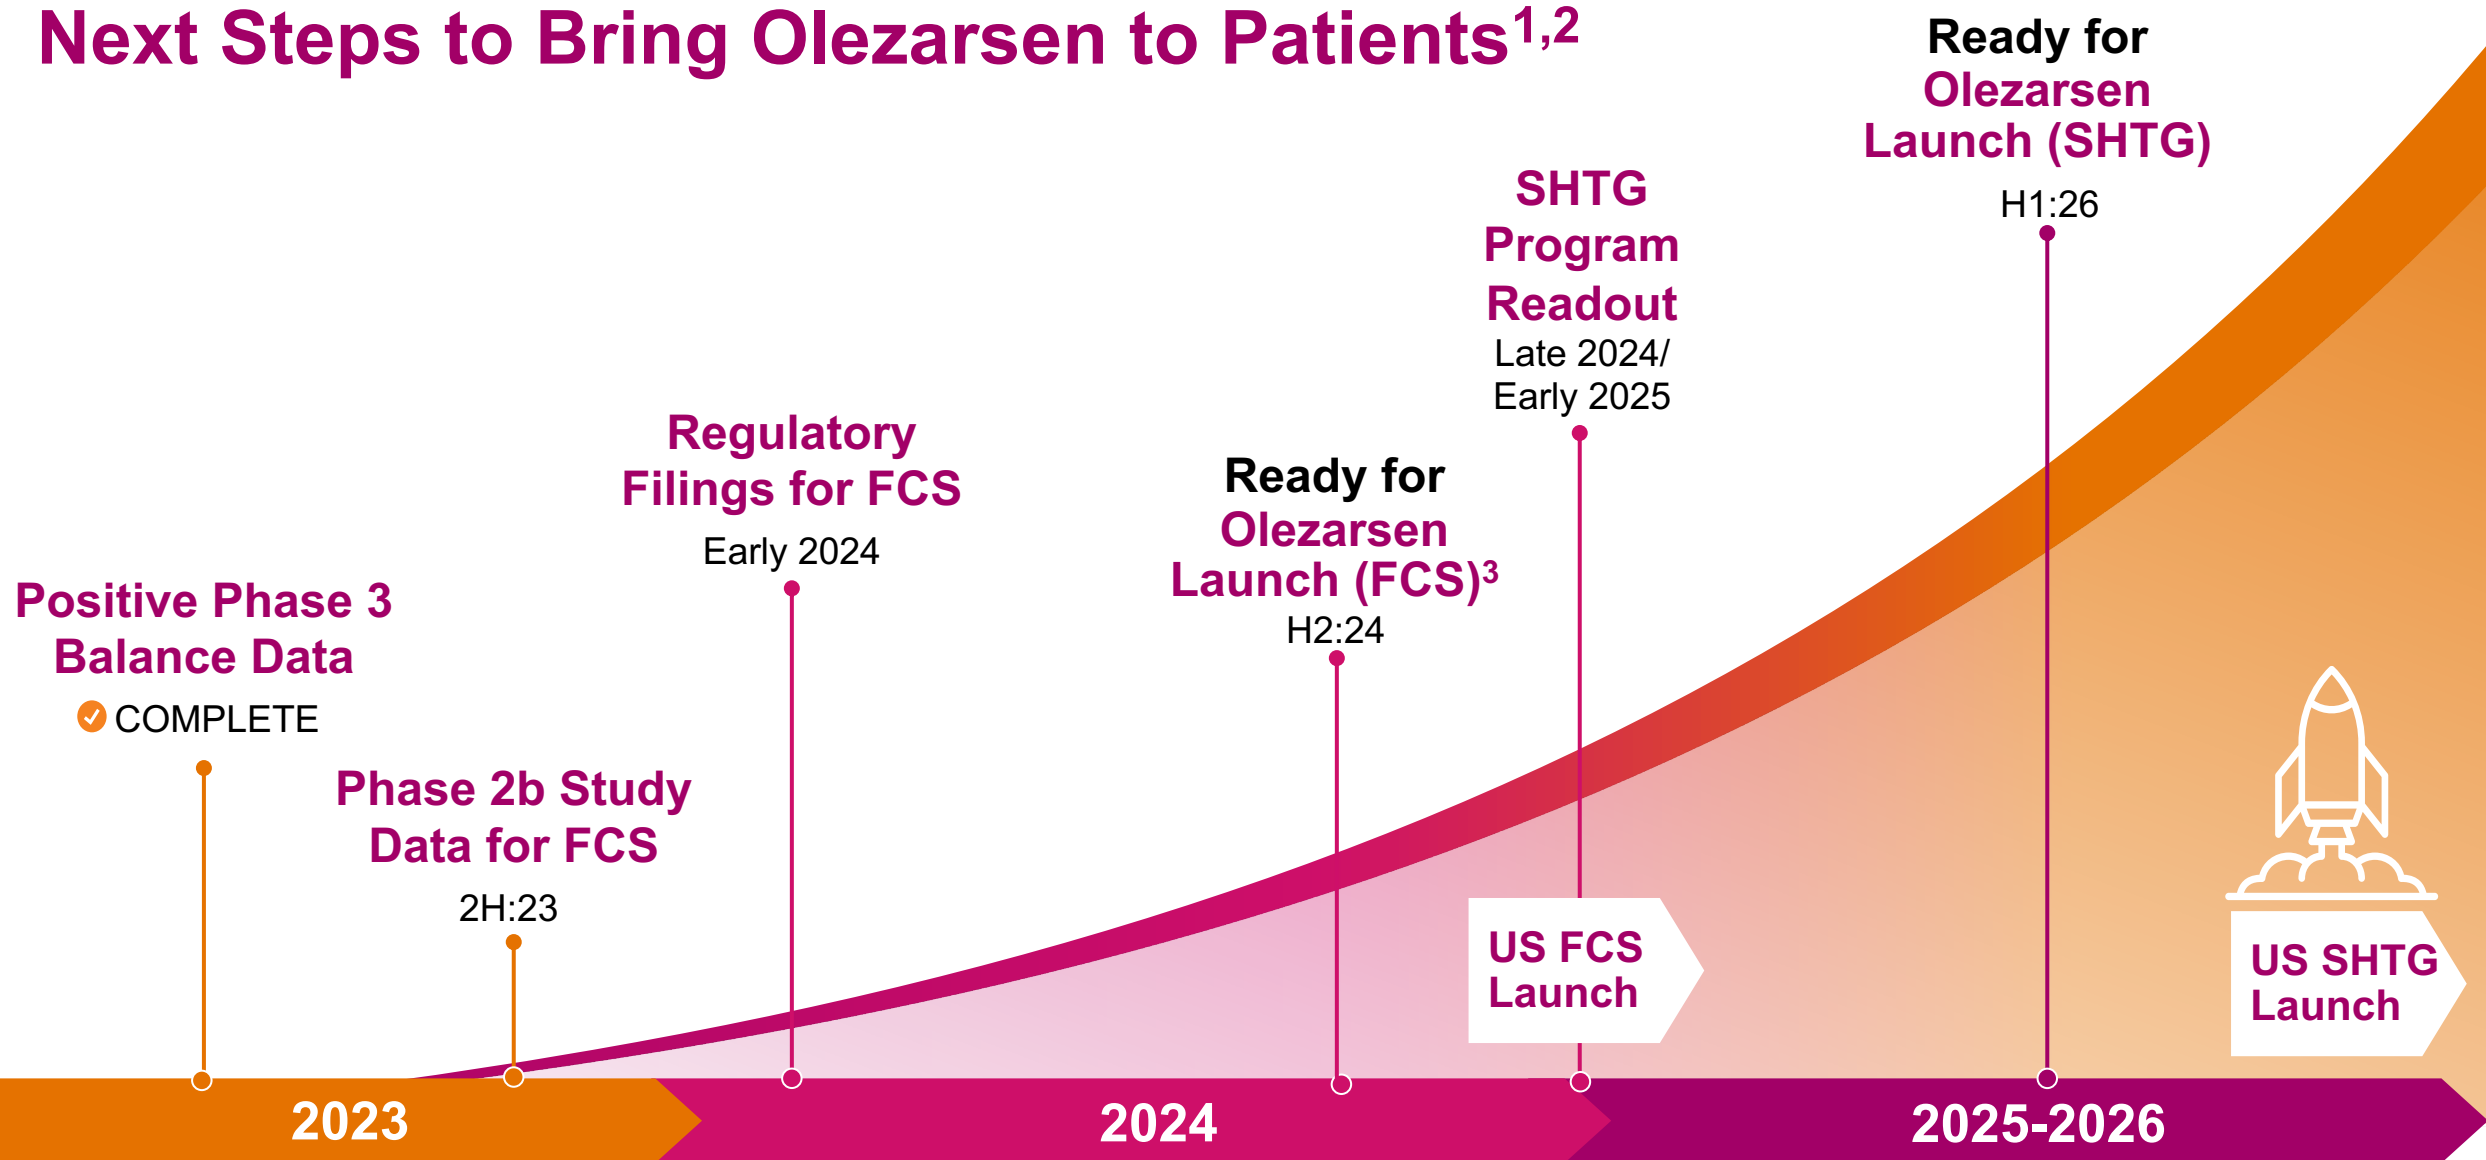 Next Steps to Bring Olezarsen to Patients1,2
Positive Phase 3
Balance Data
COMPLETE
Phase 2b Study
Data for FCS
2H:23
Regulatory
Filings for FCS
Early 2024
Ready for
Olezarsen
Launch (FCS)3
H2:24
SHTG
Program
Readout
Late 2024/
Early 2025
Ready for
Olezarsen
Launch (SHTG)
H1:26
US FCS
Launch
US SHTG
Launch
2023
2024
2025-2026